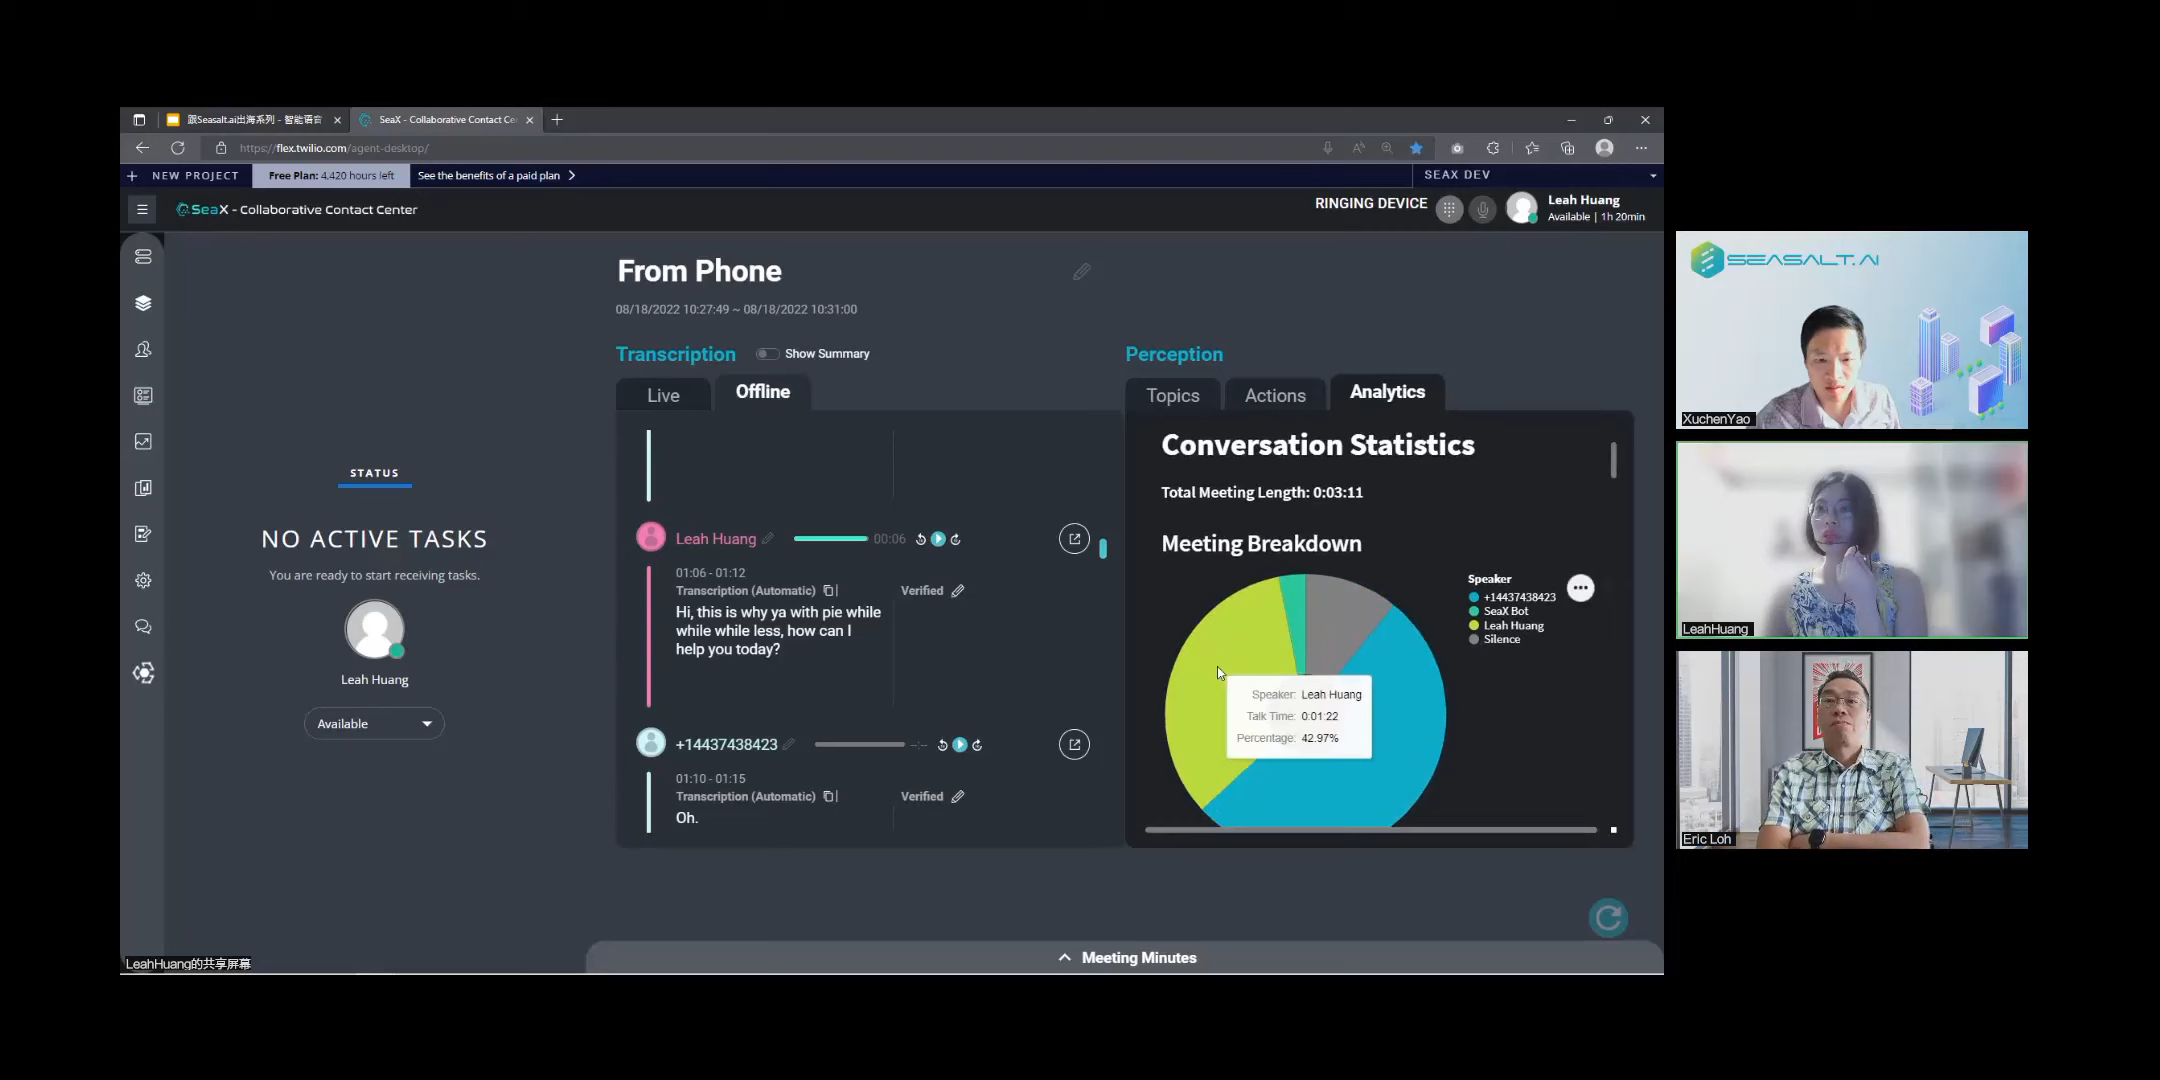 跟Seasalt.ai出海系列 - 智能语音
SeaX - Collaborative Contact Ce
https://flex.twilio.com/agent-desktop/
NEW PROJECT
Free Plan: 4,420 hours left
See the benefits of a paid plan
SEAX DEV
SeaX - Collaborative Contact Center
RINGING DEVICE
Leah Huang
Available | 1h 20min
From Phone
08/18/2022 10:27:49 ~ 08/18/2022 10:31:00
Transcription
Show Summary
Live
Offline
STATUS
NO ACTIVE TASKS
You are ready to start receiving tasks.
Leah Huang
Available
Leah Huang
00:06
01:06 - 01:12
Transcription (Automatic)
Verified
Hi, this is why ya with pie while
while while less, how can I
help you today?
+14437438423
--:--
01:10 - 01:15
Transcription (Automatic)
Verified
Oh.
Perception
Topics
Actions
Analytics
Conversation Statistics
Total Meeting Length: 0:03:11
Meeting Breakdown
Speaker
+14437438423
SeaX Bot
Leah Huang
Silence
Speaker: Leah Huang
Talk Time: 0:01:22
Percentage: 42.97%
Meeting Minutes
LeahHuang的共享屏幕
SEASALT.AI
XuchenYao
LeahHuang
Eric Loh